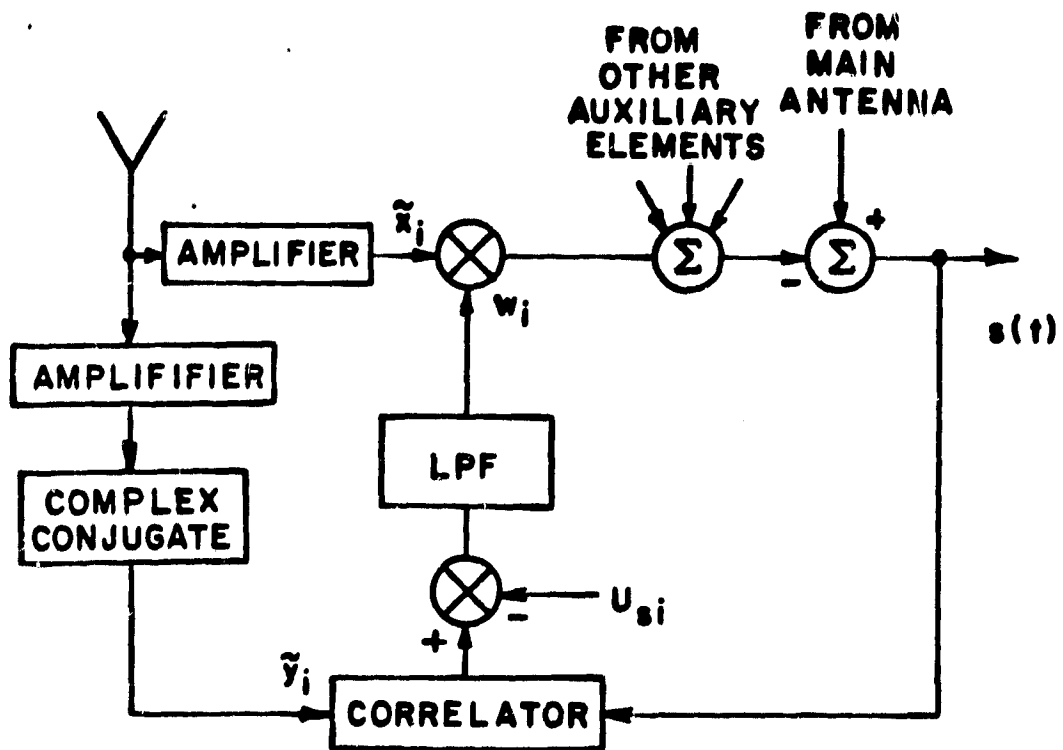 FROM
OTHER
AUXILIARY
ELEMENTS
FROM
MAIN
ANTENNA
AMPLIFIER
x̃i
wi
Σ
Σ
+
-
s(t)
AMPLIFIFIER
LPF
COMPLEX
CONJUGATE
Usi
-
+
ỹi
CORRELATOR